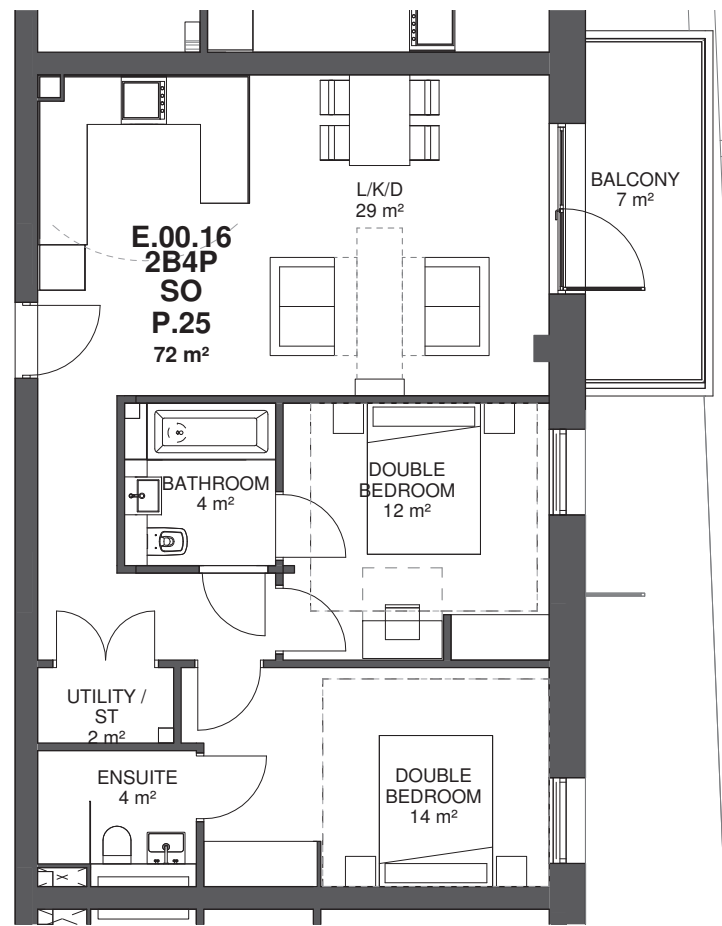 L/K/D
29 m²
BALCONY
7 m²
E.00.16
2B4P
SO
P.25
72 m²
BATHROOM
4 m²
DOUBLE
BEDROOM
12 m²
UTILITY /
ST
2 m²
ENSUITE
4 m²
DOUBLE
BEDROOM
14 m²